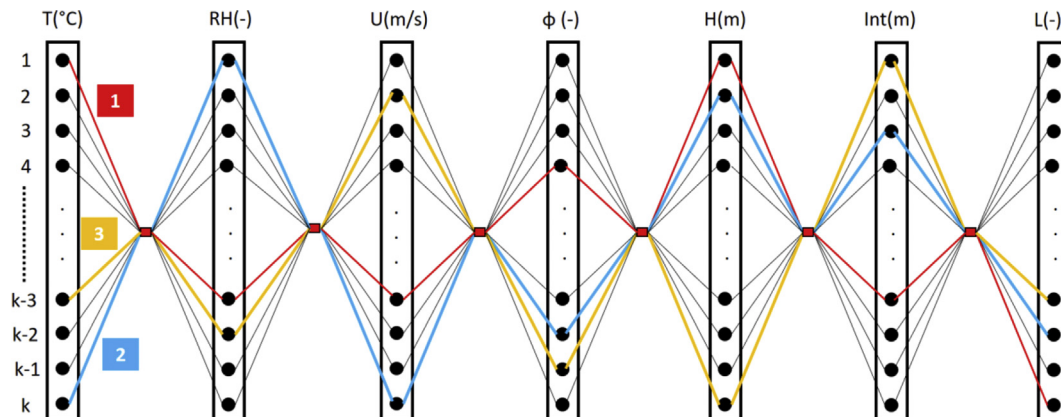 T(°C) RH(-) U(m/s) ϕ (-) H(m) Int(m) L(-)
1
2
1
3
4
3
k-3
k-2
2
k-1
k